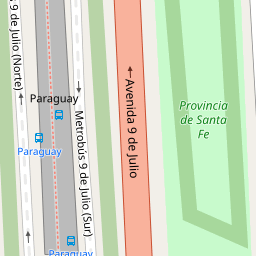 9 de Julio (Norte)
Paraguay
Paraguay
Metrobús 9 de Julio (Sur)
Avenida 9 de Julio
Provincia
de Santa
Fe
Paraguay